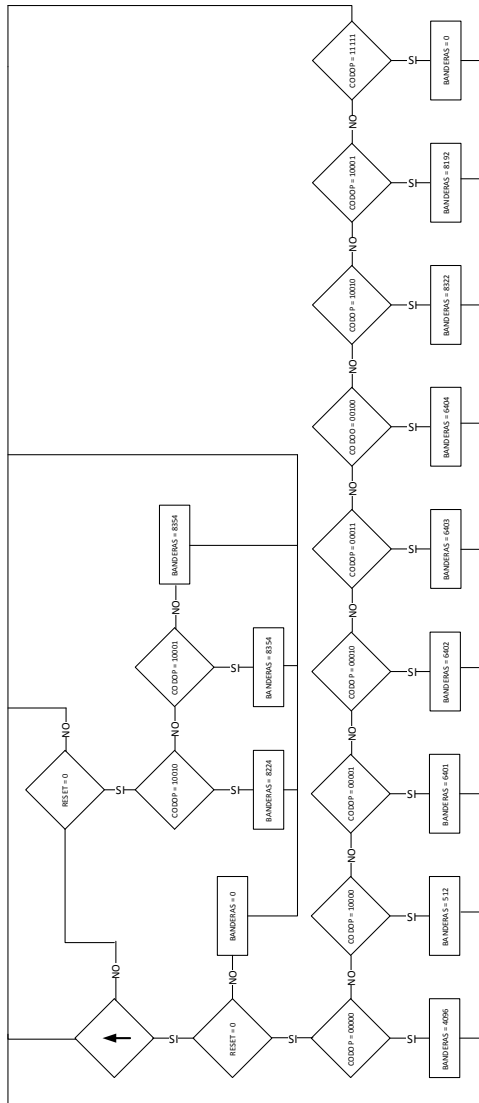 SI
NO
RESET = 0
NO
SI
RESET = 0
NO
SI
BANDERAS = 0
CODOP = 10010
NO
SI
BANDERAS = 8224
CODOP = 10001
NO
SI
BANDERAS = 8354
BANDERAS = 8354
CODOP = 00000
NO
SI
BANDERAS = 4096
CODOP = 10000
NO
SI
BANDERAS = 512
CODOP = 00001
NO
SI
BANDERAS = 6401
CODOP = 00010
NO
SI
BANDERAS = 6402
CODOP = 00011
NO
SI
BANDERAS = 6403
CODO = 00100
NO
SI
BANDERAS = 6404
CODOP = 10010
NO
SI
BANDERAS = 8322
CODOP = 10001
NO
SI
BANDERAS = 8192
CODOP = 11111
SI
BANDERAS = 0